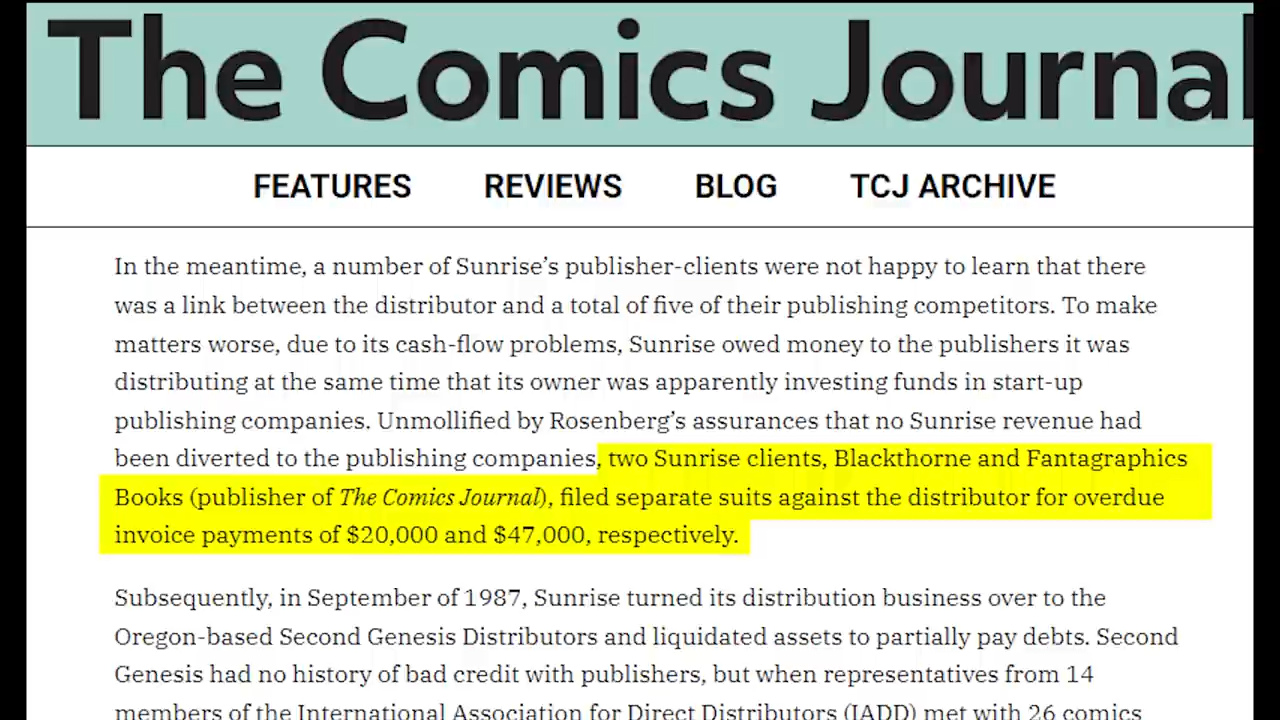 The Comics Journal
FEATURES REVIEWS BLOG TCJ ARCHIVE
In the meantime, a number of Sunrise’s publisher-clients were not happy to learn that there
was a link between the distributor and a total of five of their publishing competitors. To make
matters worse, due to its cash-flow problems, Sunrise owed money to the publishers it was
distributing at the same time that its owner was apparently investing funds in start-up
publishing companies. Unmollified by Rosenberg’s assurances that no Sunrise revenue had
been diverted to the publishing companies, two Sunrise clients, Blackthorne and Fantagraphics
Books (publisher of The Comics Journal), filed separate suits against the distributor for overdue
invoice payments of $20,000 and $47,000, respectively.
Subsequently, in September of 1987, Sunrise turned its distribution business over to the
Oregon-based Second Genesis Distributors and liquidated assets to partially pay debts. Second
Genesis had no history of bad credit with publishers, but when representatives from 14
members of the International Association for Direct Distributors (IADD) met with 26 comics